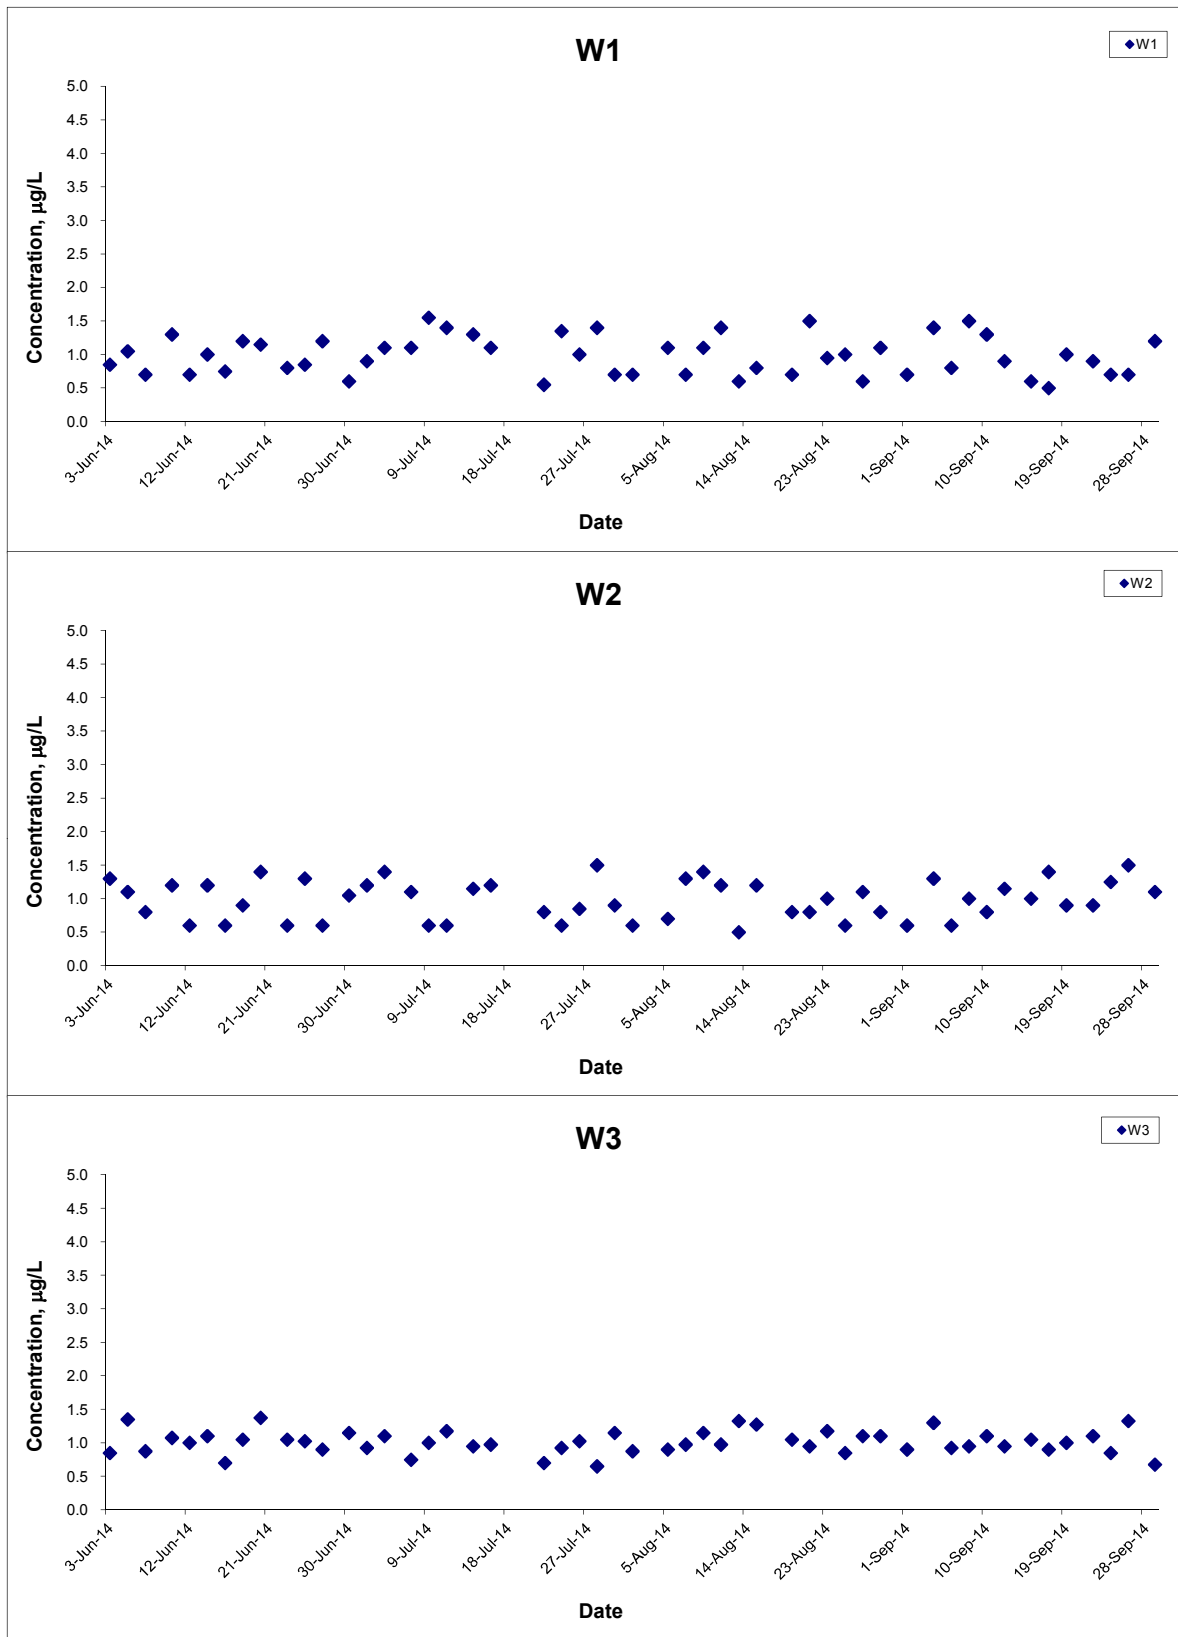 W1
W1
5.0
4.5
4.0
3.5
3.0
2.5
2.0
1.5
1.0
0.5
0.0
Concentration, µg/L
3-Jun-14
12-Jun-14
21-Jun-14
30-Jun-14
9-Jul-14
18-Jul-14
27-Jul-14
5-Aug-14
14-Aug-14
23-Aug-14
1-Sep-14
10-Sep-14
19-Sep-14
28-Sep-14
Date
W2
W2
5.0
4.5
4.0
3.5
3.0
2.5
2.0
1.5
1.0
0.5
0.0
Concentration, µg/L
3-Jun-14
12-Jun-14
21-Jun-14
30-Jun-14
9-Jul-14
18-Jul-14
27-Jul-14
5-Aug-14
14-Aug-14
23-Aug-14
1-Sep-14
10-Sep-14
19-Sep-14
28-Sep-14
Date
W3
W3
5.0
4.5
4.0
3.5
3.0
2.5
2.0
1.5
1.0
0.5
0.0
Concentration, µg/L
3-Jun-14
12-Jun-14
21-Jun-14
30-Jun-14
9-Jul-14
18-Jul-14
27-Jul-14
5-Aug-14
14-Aug-14
23-Aug-14
1-Sep-14
10-Sep-14
19-Sep-14
28-Sep-14
Date